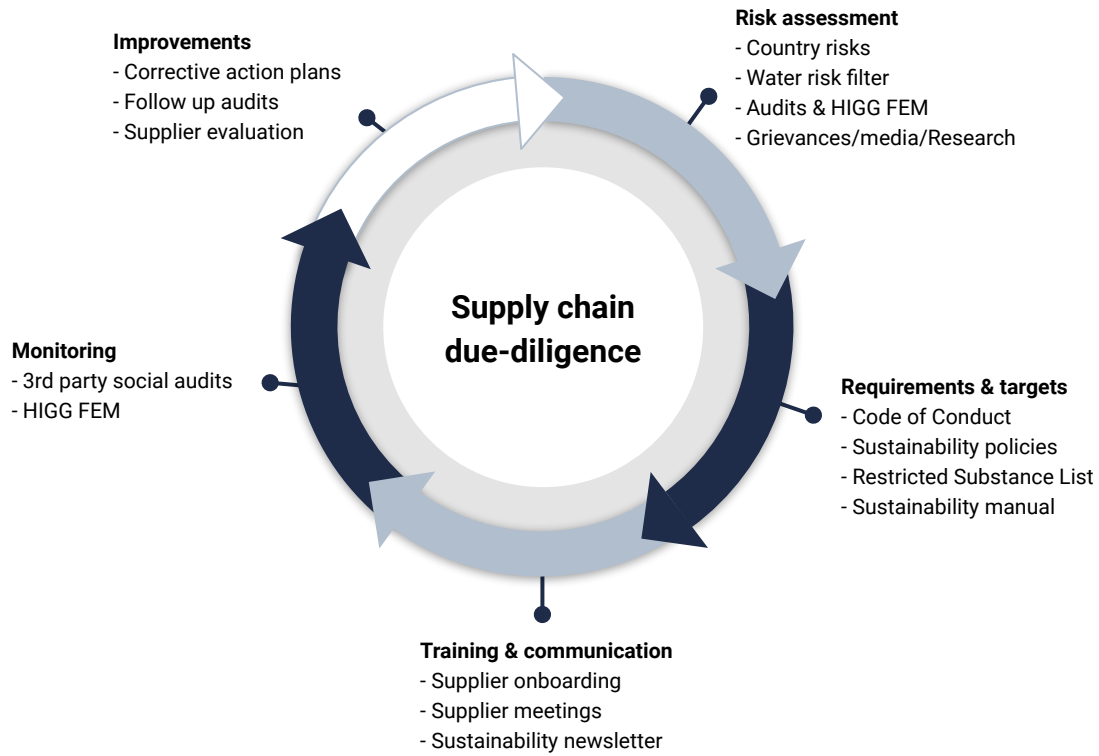 Improvements
- Corrective action plans
- Follow up audits
- Supplier evaluation
Risk assessment
- Country risks
- Water risk filter
- Audits & HIGG FEM
- Grievances/media/Research
Supply chain
due-diligence
Monitoring
- 3rd party social audits
- HIGG FEM
Requirements & targets
- Code of Conduct
- Sustainability policies
- Restricted Substance List
- Sustainability manual
Training & communication
- Supplier onboarding
- Supplier meetings
- Sustainability newsletter